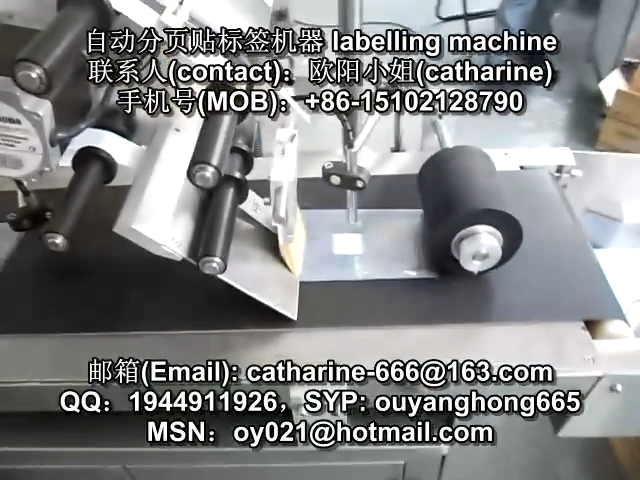 自动分页贴标签机器 labelling machine
联系人(contact)：欧阳小姐(catharine)
手机号(MOB)：+86-15102128790
邮箱(Email): catharine-666@163.com
QQ：1944911926，SYP: ouyanghong665
MSN：oy021@hotmail.com